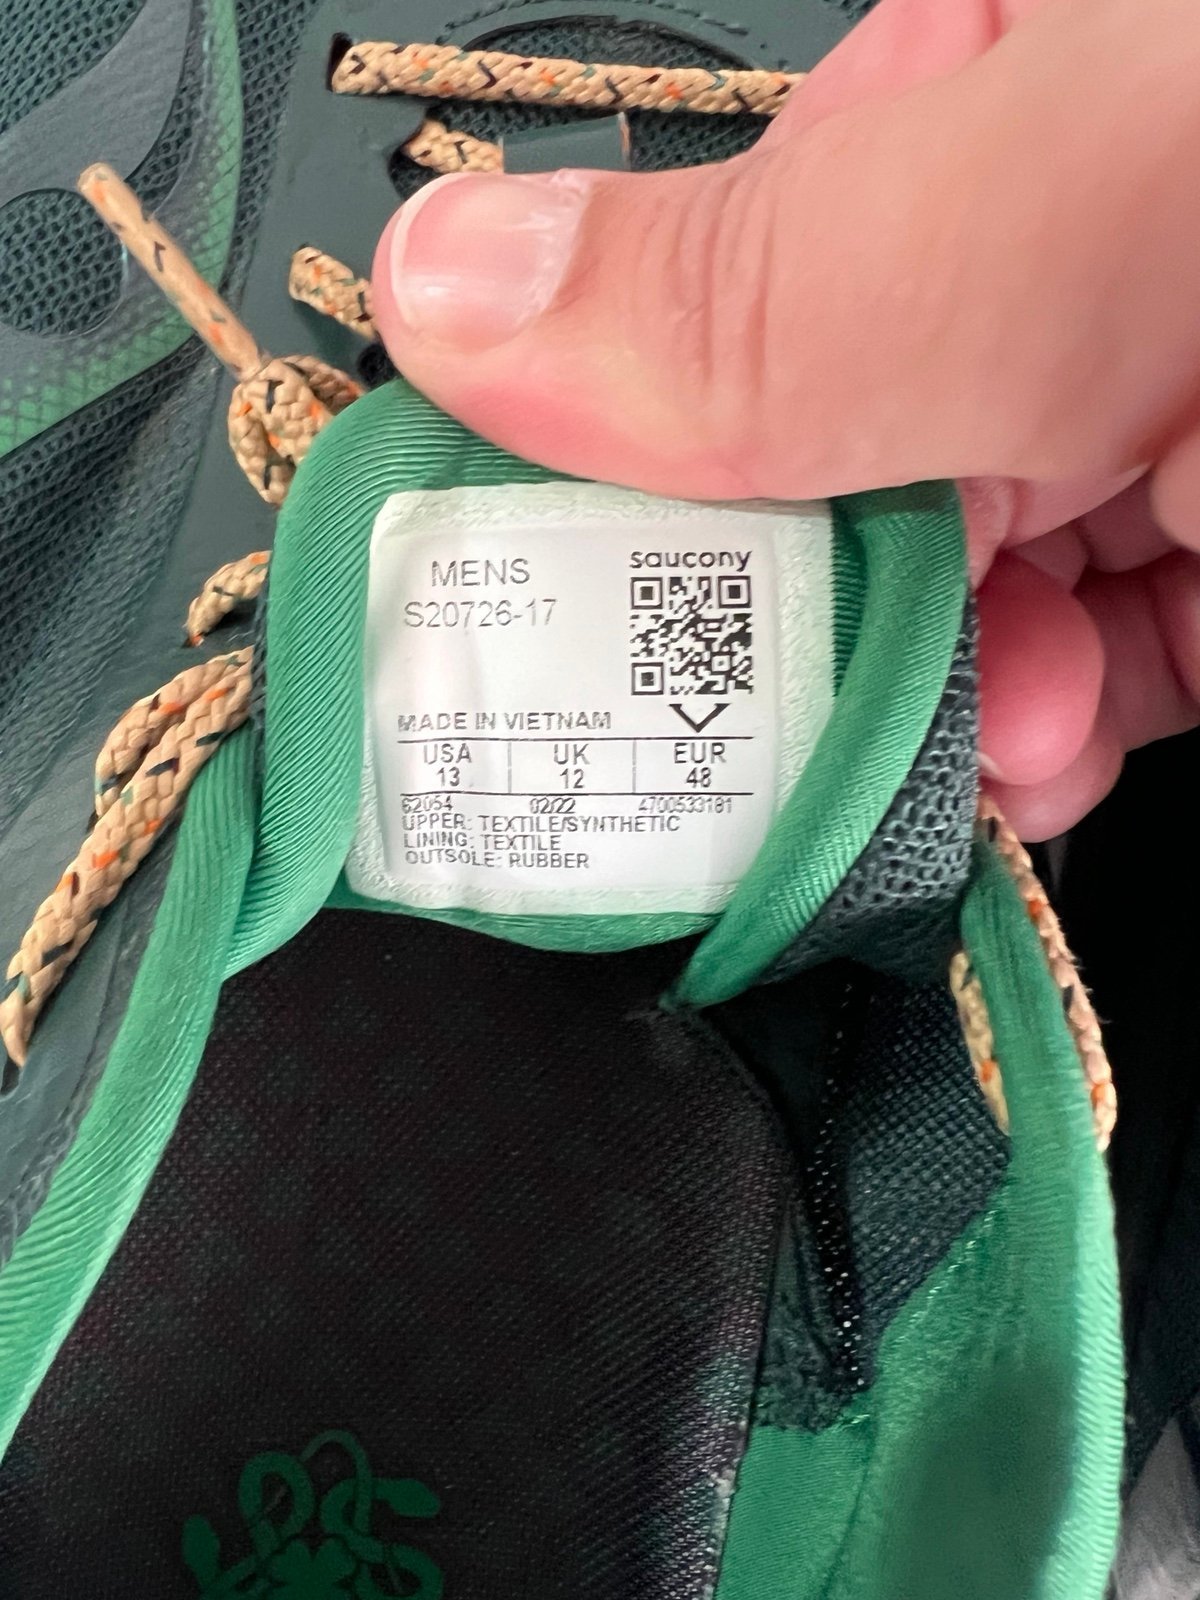 MENS
S20726-17
saucony
MADE IN VIETNAM
USA UK EUR
13 12 48
62054 02/22 4700533181
UPPER: TEXTILE/SYNTHETIC
LINING: TEXTILE
OUTSOLE: RUBBER